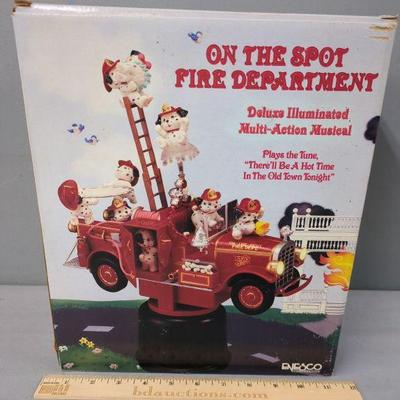 ON THE SPOT
FIRE DEPARTMENT
Deluxe Illuminated
Multi-Action Musical
Plays the Tune,
"There'll Be A Hot Time
In The Old Town Tonight"
ENESCO
bdauctions.com